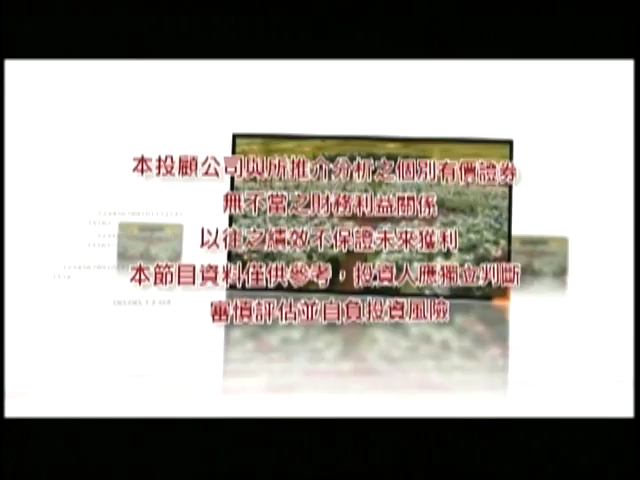 本投顧公司與所推介分析之個別有價證券
無不當之財務利益關係
以往之績效不保證未來獲利
本節目資料僅供參考，投資人應獨立判斷
審慎評估並自負投資風險